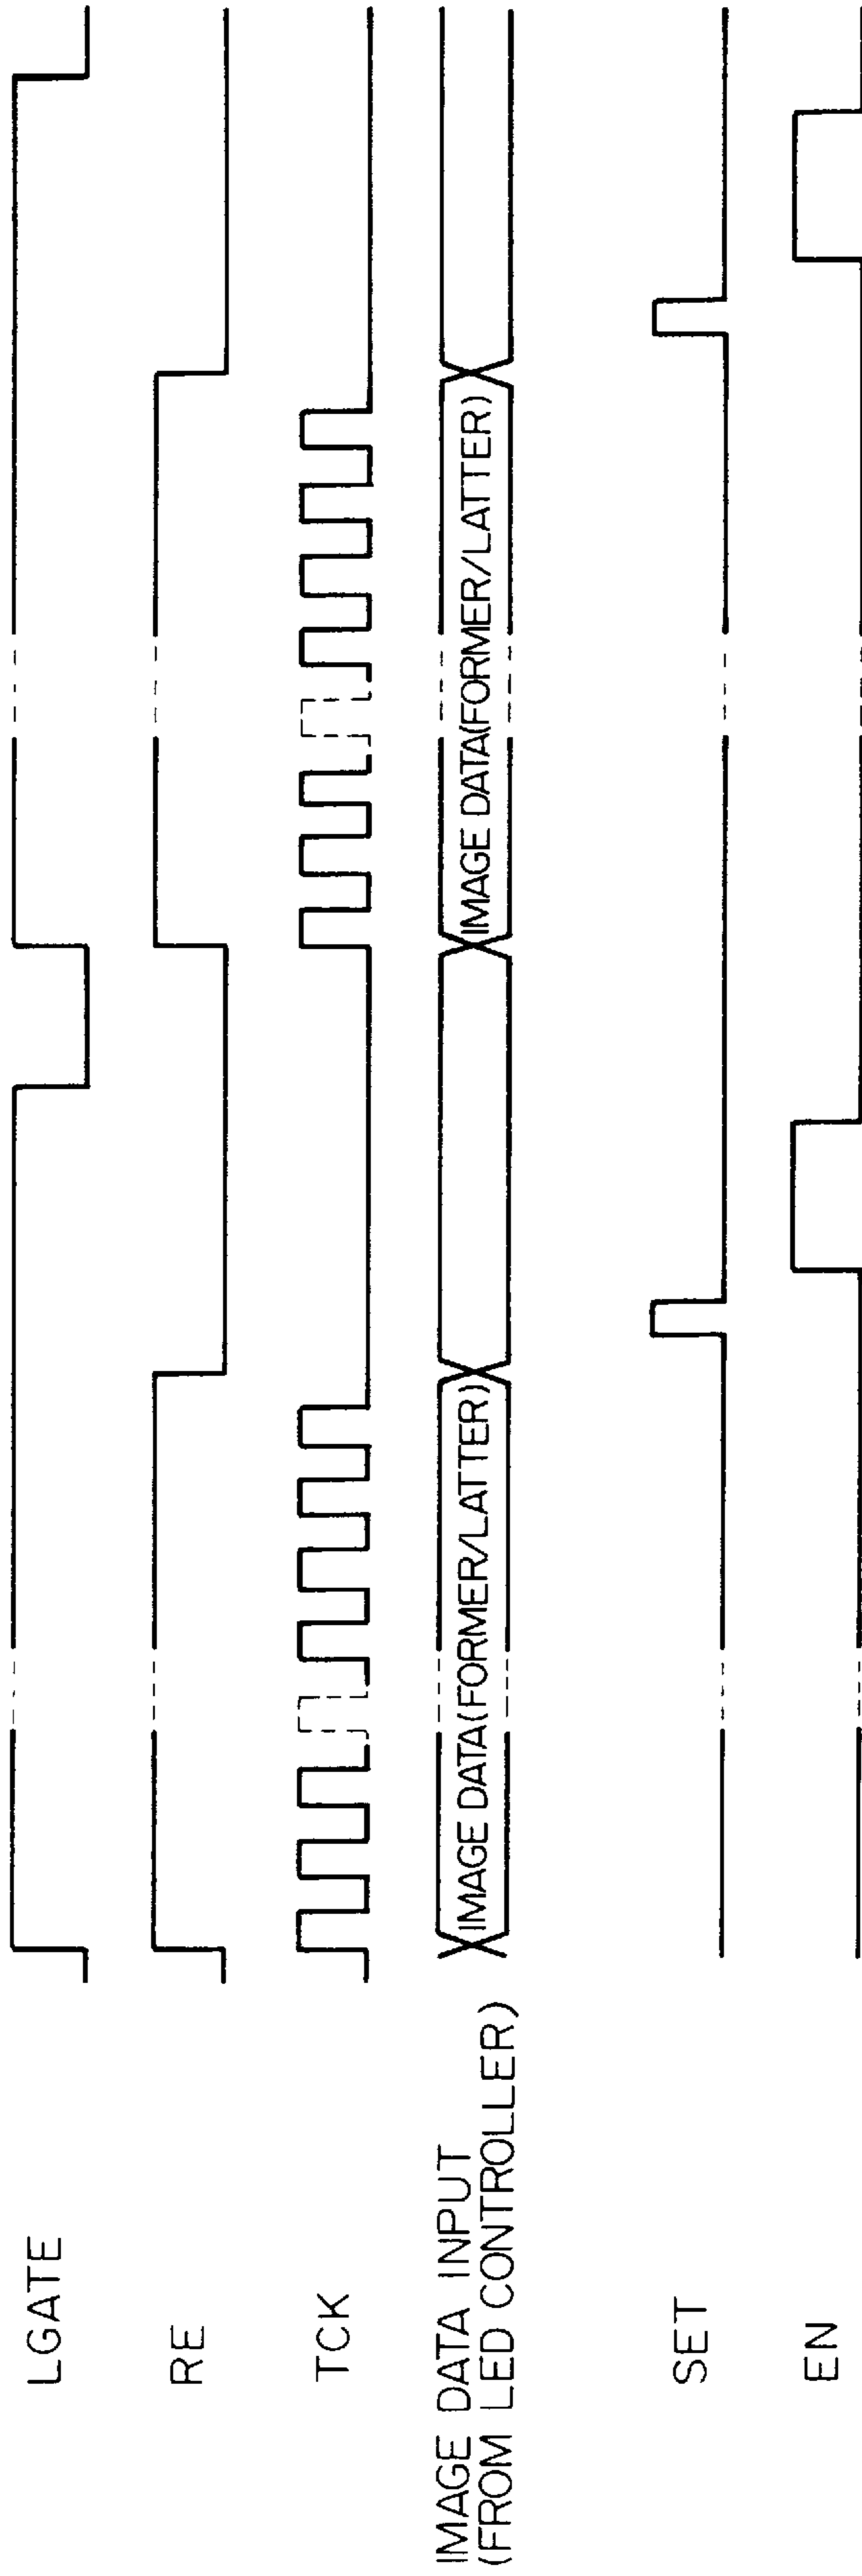 LGATE
RE
TCK
IMAGE DATA INPUT
(FROM LED CONTROLLER)
IMAGE DATA(FORMER/LATTER)
IMAGE DATA(FORMER/LATTER)
SET
EN